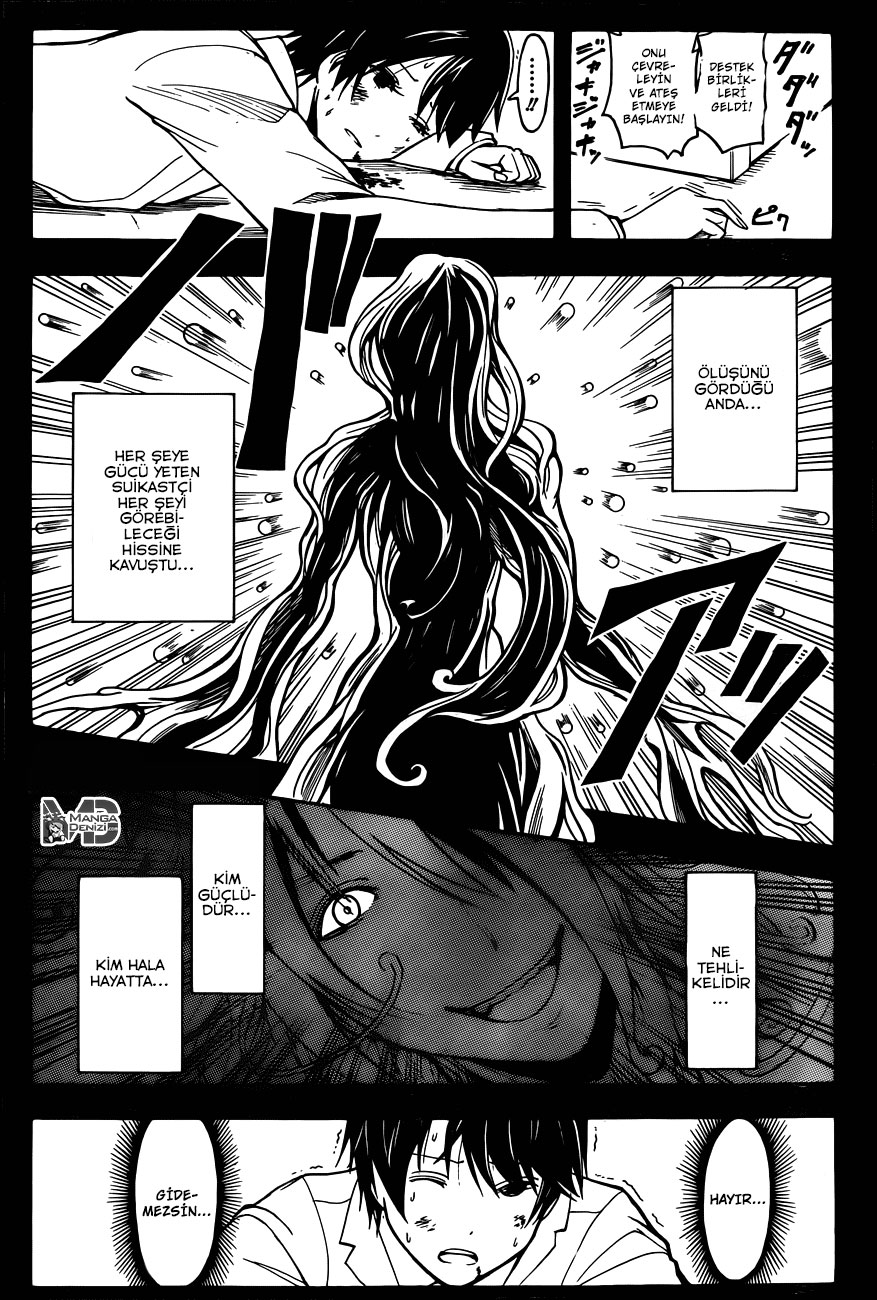 DESTEK
BİRLİK-
LERİ
GELDİ!
ONU
ÇEVRE-
LEYİN
VE ATEŞ
ETMEYE
BAŞLAYIN!
ダダダッ
ジャキッ
ジャキッ
ピク
......!!
ÖLÜŞÜNÜ
GÖRDÜĞÜ
ANDA...
HER ŞEYE
GÜCÜ YETEN
SUİKASTÇİ
HER ŞEYİ
GÖREBİ-
LECEĞİ
HİSSİNE
KAVUŞTU...
ババ
アッ
NE
TEHLİ-
KELİDİR
...
KİM
GÜÇLÜ-
DÜR...
KİM HALA
HAYATTA...
MANGA
DENİZİ
HAYIR...
GİDE-
MEZSİN...